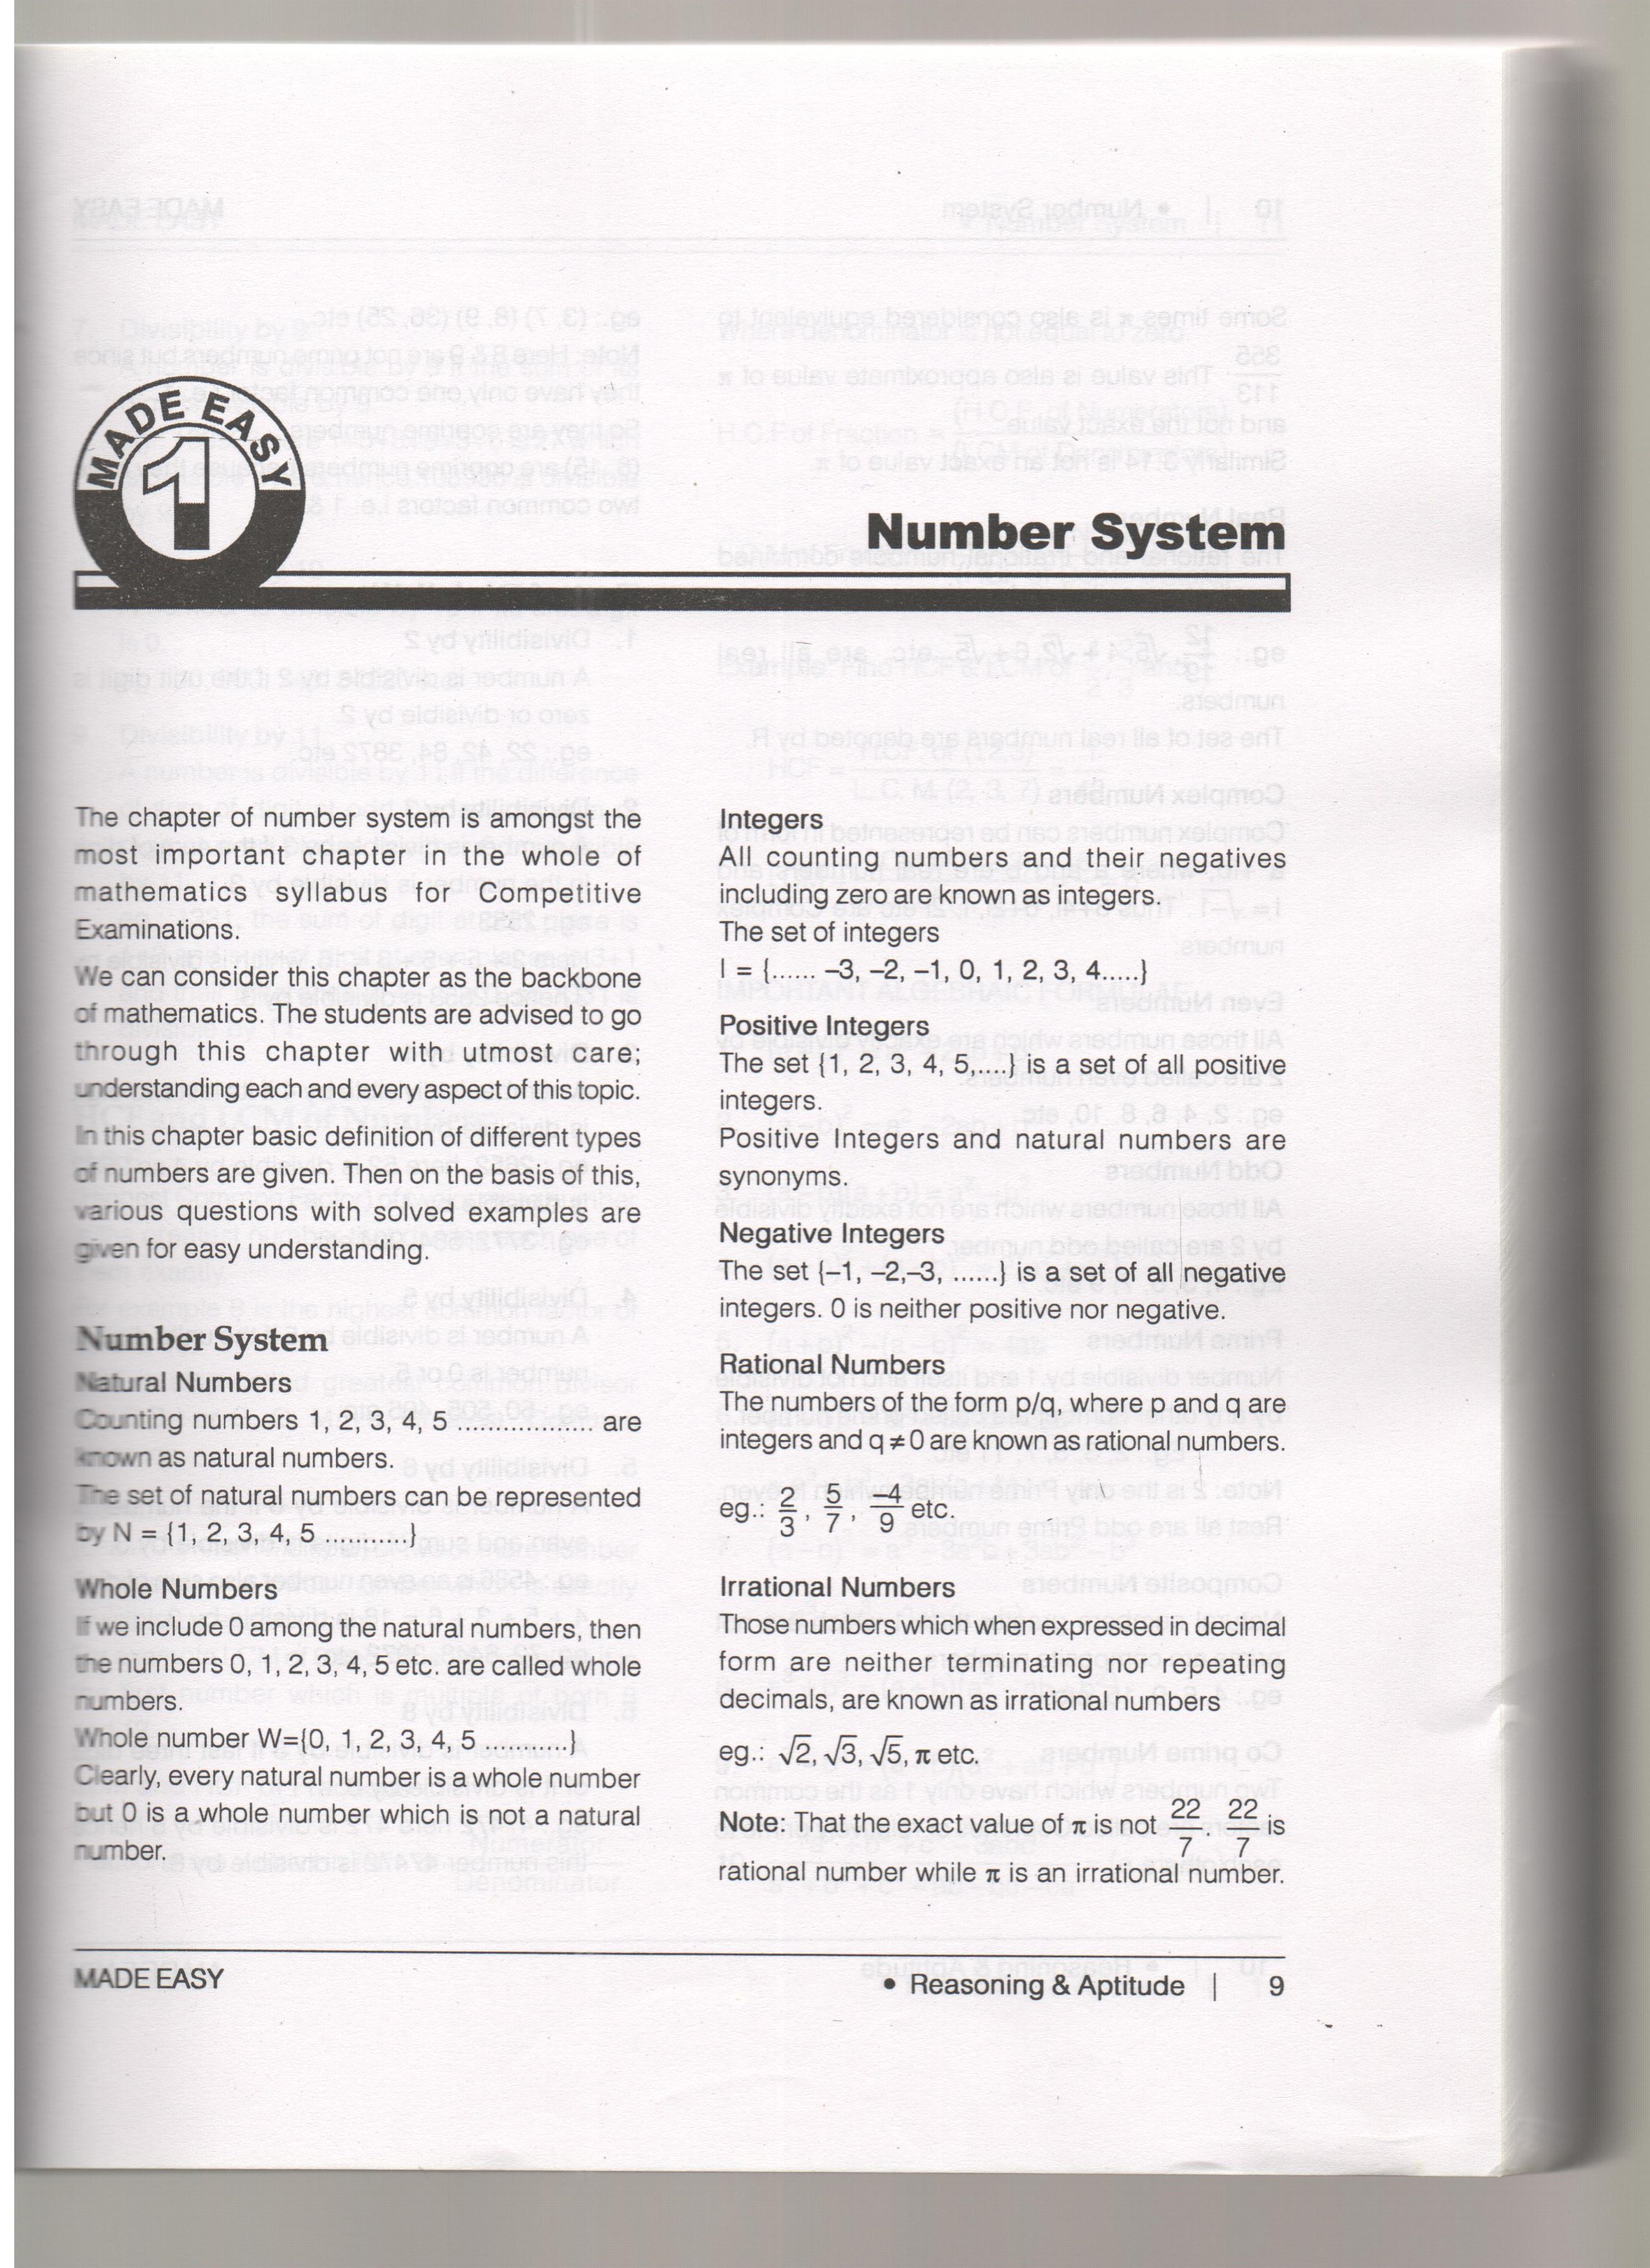 MADE EASY
1
Number System
The chapter of number system is amongst the
most important chapter in the whole of
mathematics syllabus for Competitive
Examinations.
We can consider this chapter as the backbone
of mathematics. The students are advised to go
through this chapter with utmost care;
understanding each and every aspect of this topic.
In this chapter basic definition of different types
of numbers are given. Then on the basis of this,
various questions with solved examples are
given for easy understanding.
Number System
Natural Numbers
Counting numbers 1, 2, 3, 4, 5 .................. are
known as natural numbers.
The set of natural numbers can be represented
by N = {1, 2, 3, 4, 5 ...........}
Whole Numbers
If we include 0 among the natural numbers, then
the numbers 0, 1, 2, 3, 4, 5 etc. are called whole
numbers.
Whole number W={0, 1, 2, 3, 4, 5 ...........}
Clearly, every natural number is a whole number
but 0 is a whole number which is not a natural
number.
Integers
All counting numbers and their negatives
including zero are known as integers.
The set of integers
I = {...... –3, –2, –1, 0, 1, 2, 3, 4.....}
Positive Integers
The set {1, 2, 3, 4, 5,....} is a set of all positive
integers.
Positive Integers and natural numbers are
synonyms.
Negative Integers
The set {–1, –2,–3, ......} is a set of all negative
integers. 0 is neither positive nor negative.
Rational Numbers
The numbers of the form p/q, where p and q are
integers and q ≠ 0 are known as rational numbers.
eg.: 2/3, 5/7, –4/9 etc.
Irrational Numbers
Those numbers which when expressed in decimal
form are neither terminating nor repeating
decimals, are known as irrational numbers
eg.: √2, √3, √5, π etc.
Note: That the exact value of π is not 22/7. 22/7 is
rational number while π is an irrational number.
MADE EASY
• Reasoning & Aptitude | 9